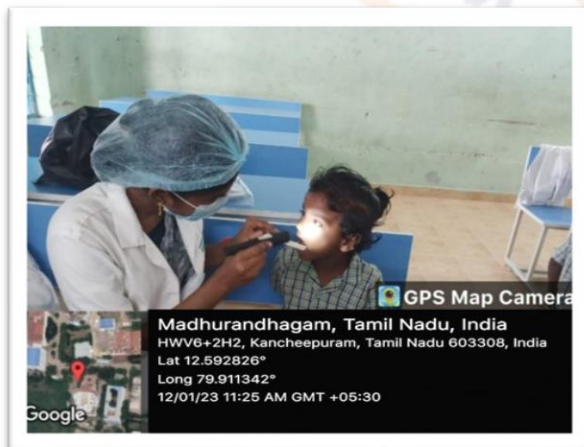 GPS Map Camera
Madhurandhagam, Tamil Nadu, India
HWV6+2H2, Kancheepuram, Tamil Nadu 603308, India
Lat 12.592826°
Long 79.911342°
12/01/23 11:25 AM GMT +05:30
Google